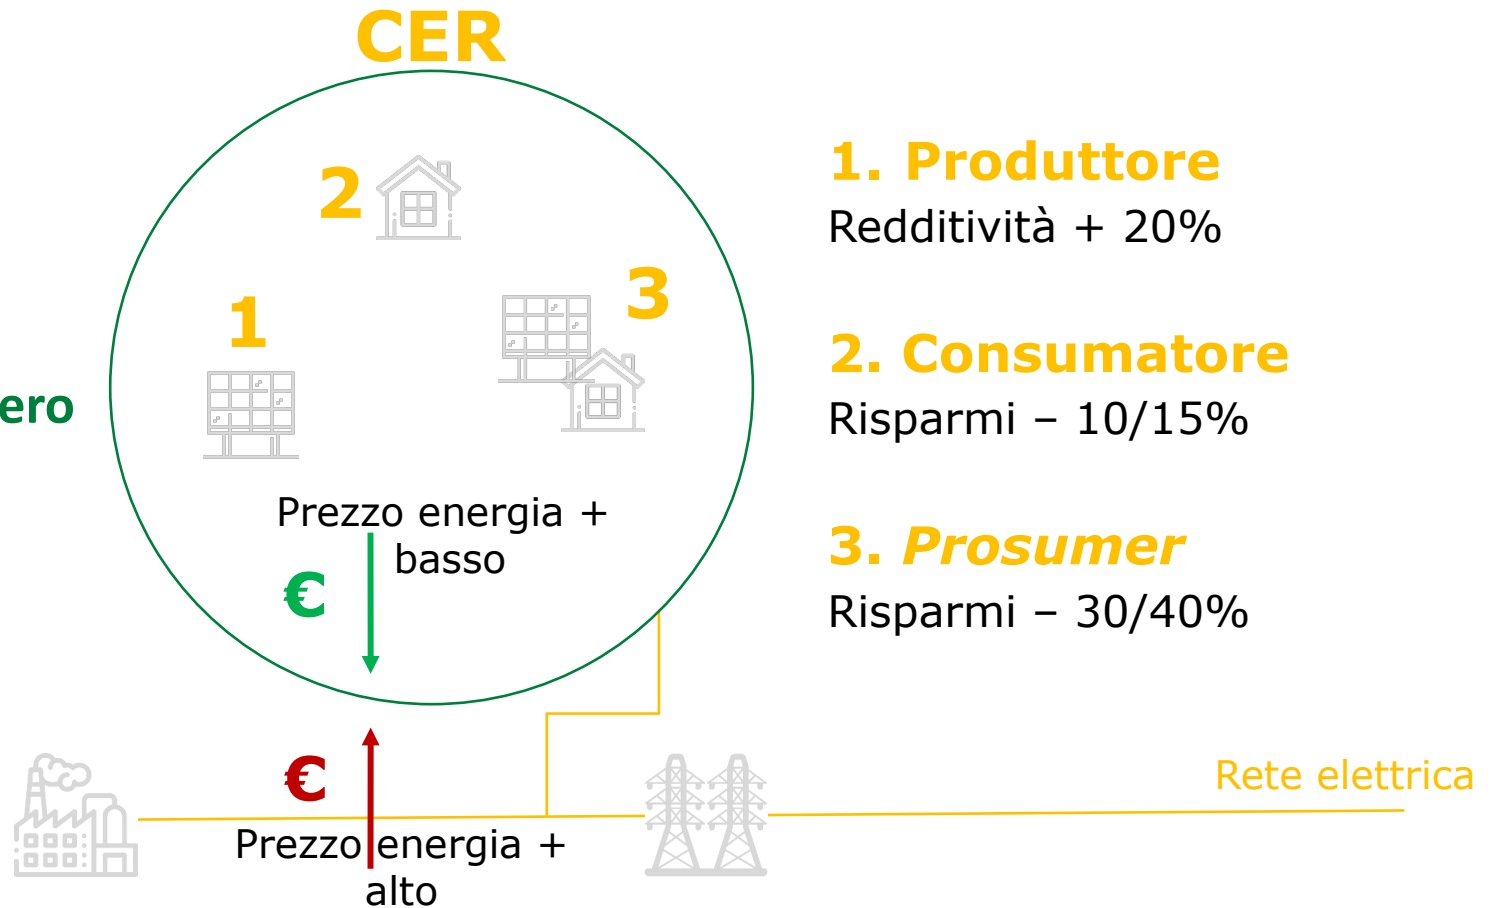 CER
2
3
1
ero
Prezzo energia +
basso
€
€
Prezzo energia +
alto
1. Produttore
Redditività + 20%
2. Consumatore
Risparmi – 10/15%
3. Prosumer
Risparmi – 30/40%
Rete elettrica